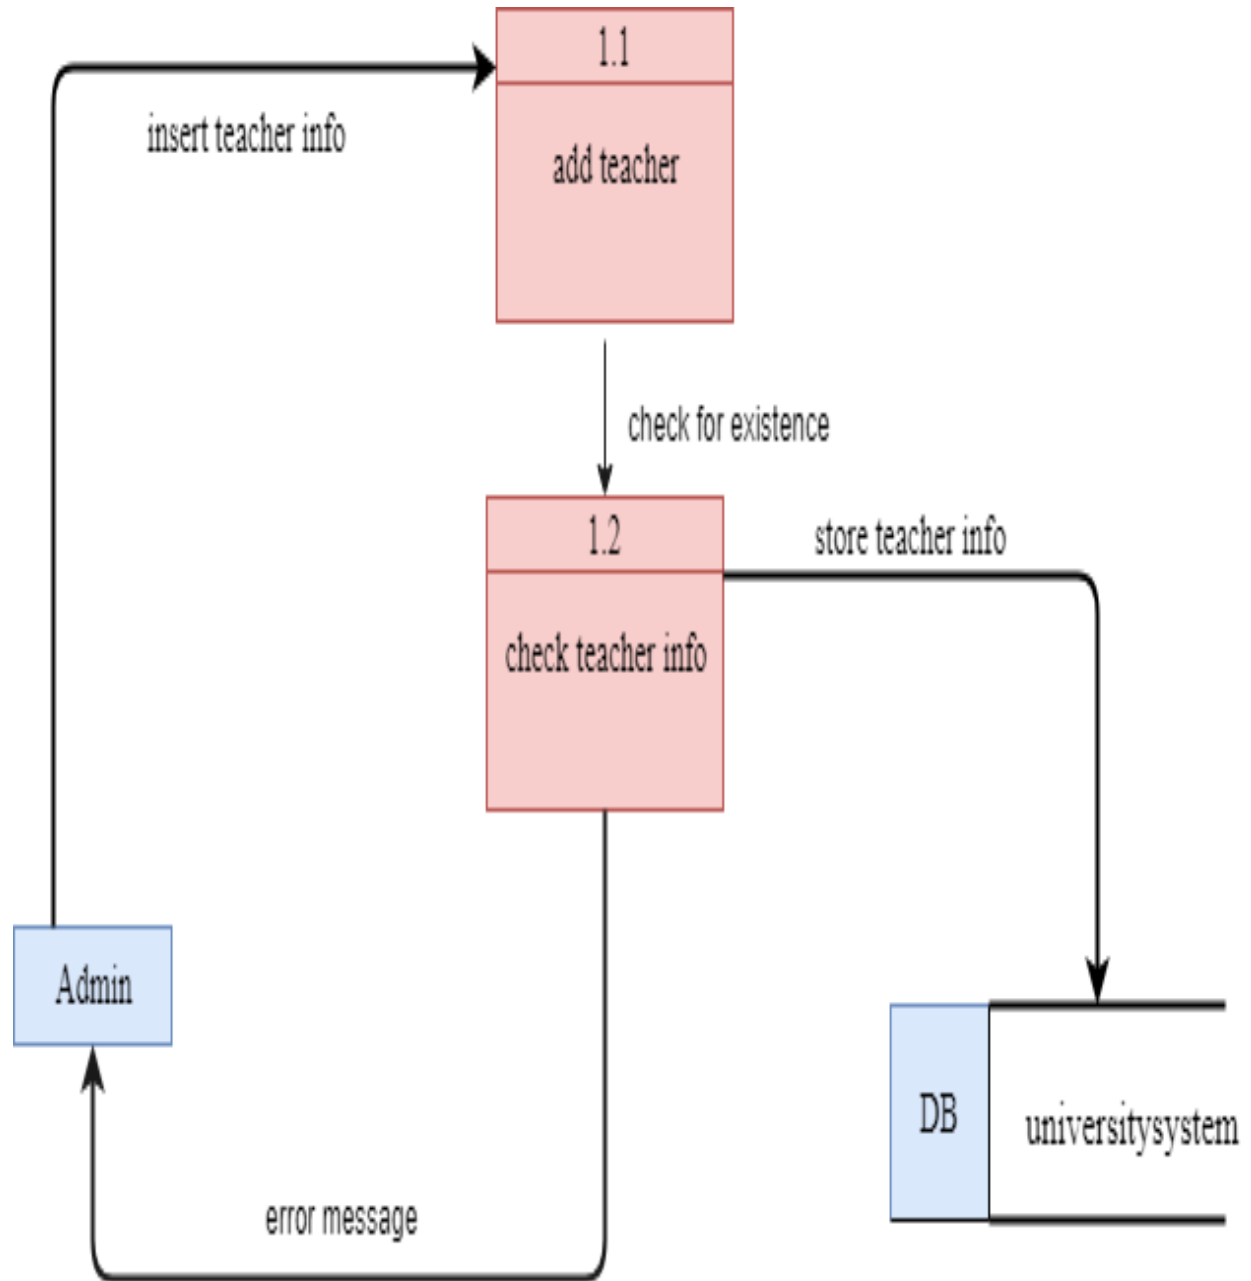 1.1
insert teacher info
add teacher
check for existence
1.2
store teacher info
check teacher info
Admin
DB
universitysystem
error message